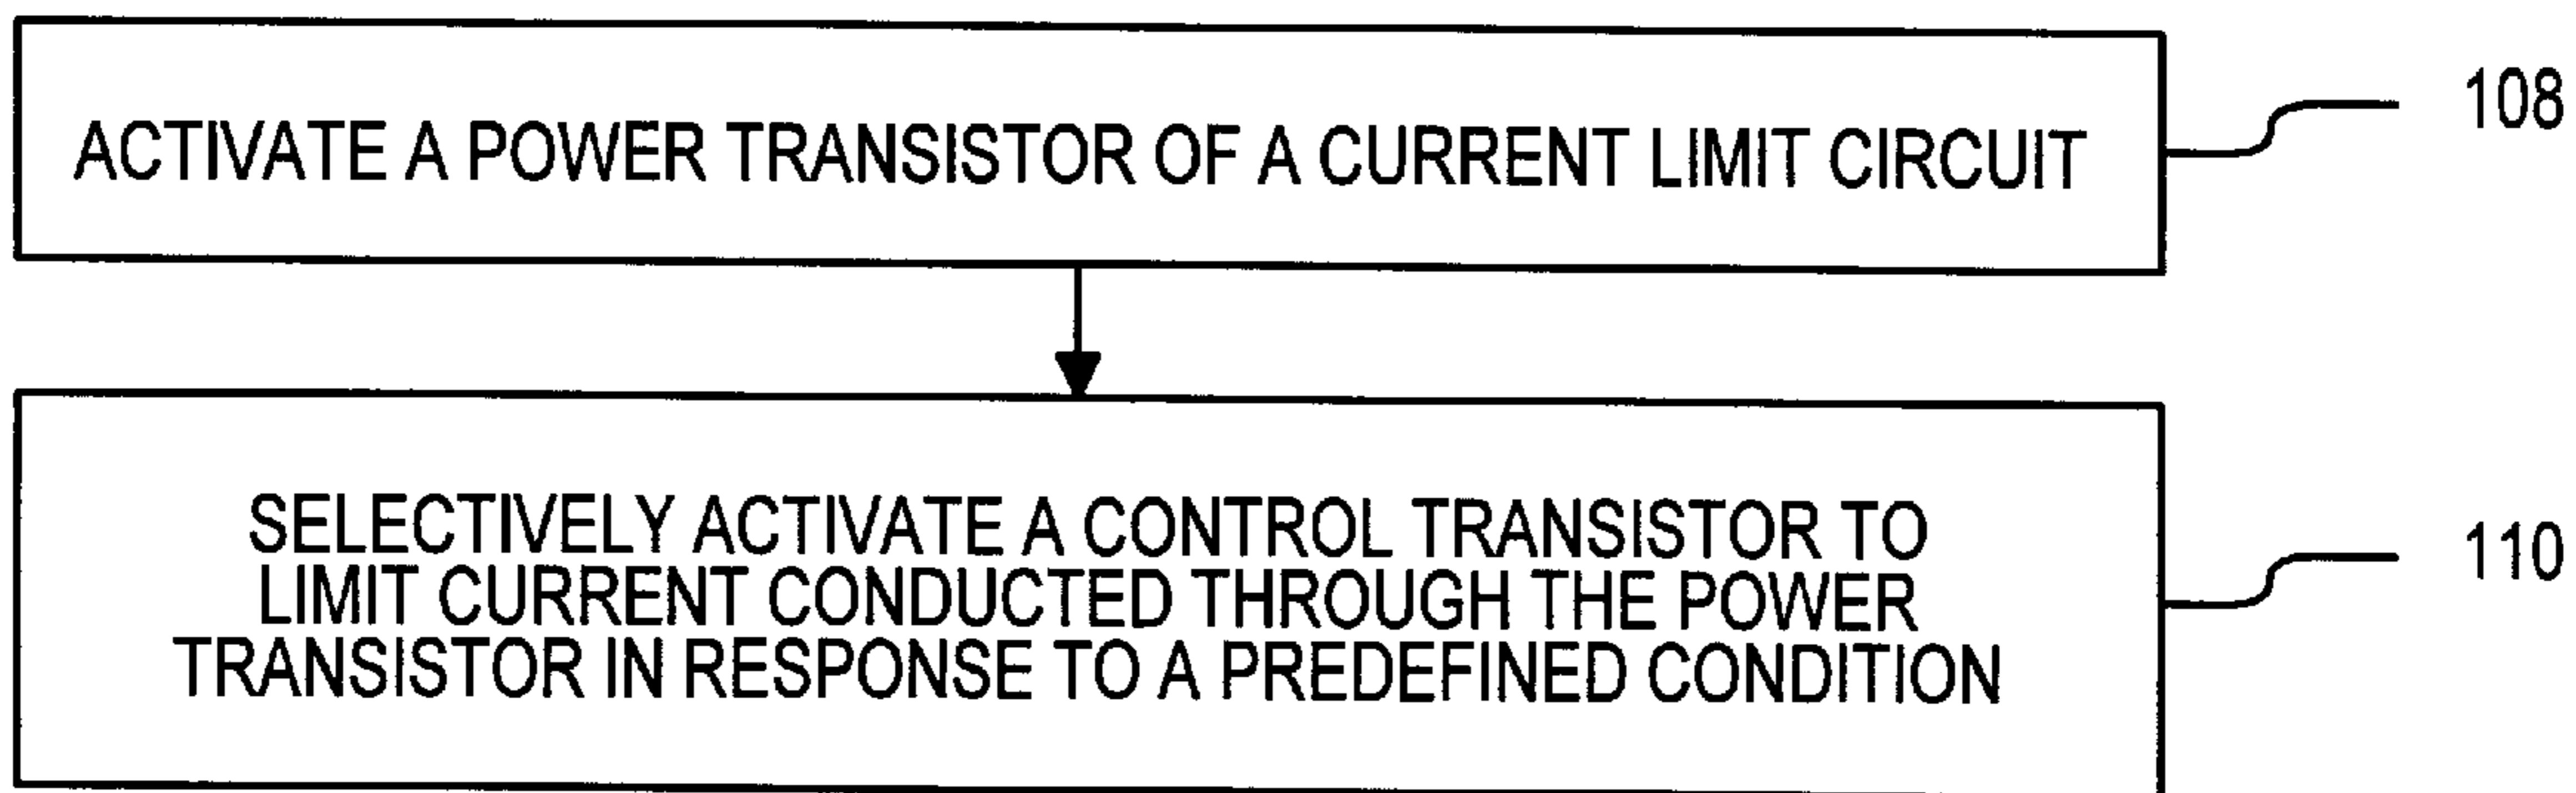 ACTIVATE A POWER TRANSISTOR OF A CURRENT LIMIT CIRCUIT
108
SELECTIVELY ACTIVATE A CONTROL TRANSISTOR TO
LIMIT CURRENT CONDUCTED THROUGH THE POWER
TRANSISTOR IN RESPONSE TO A PREDEFINED CONDITION
110